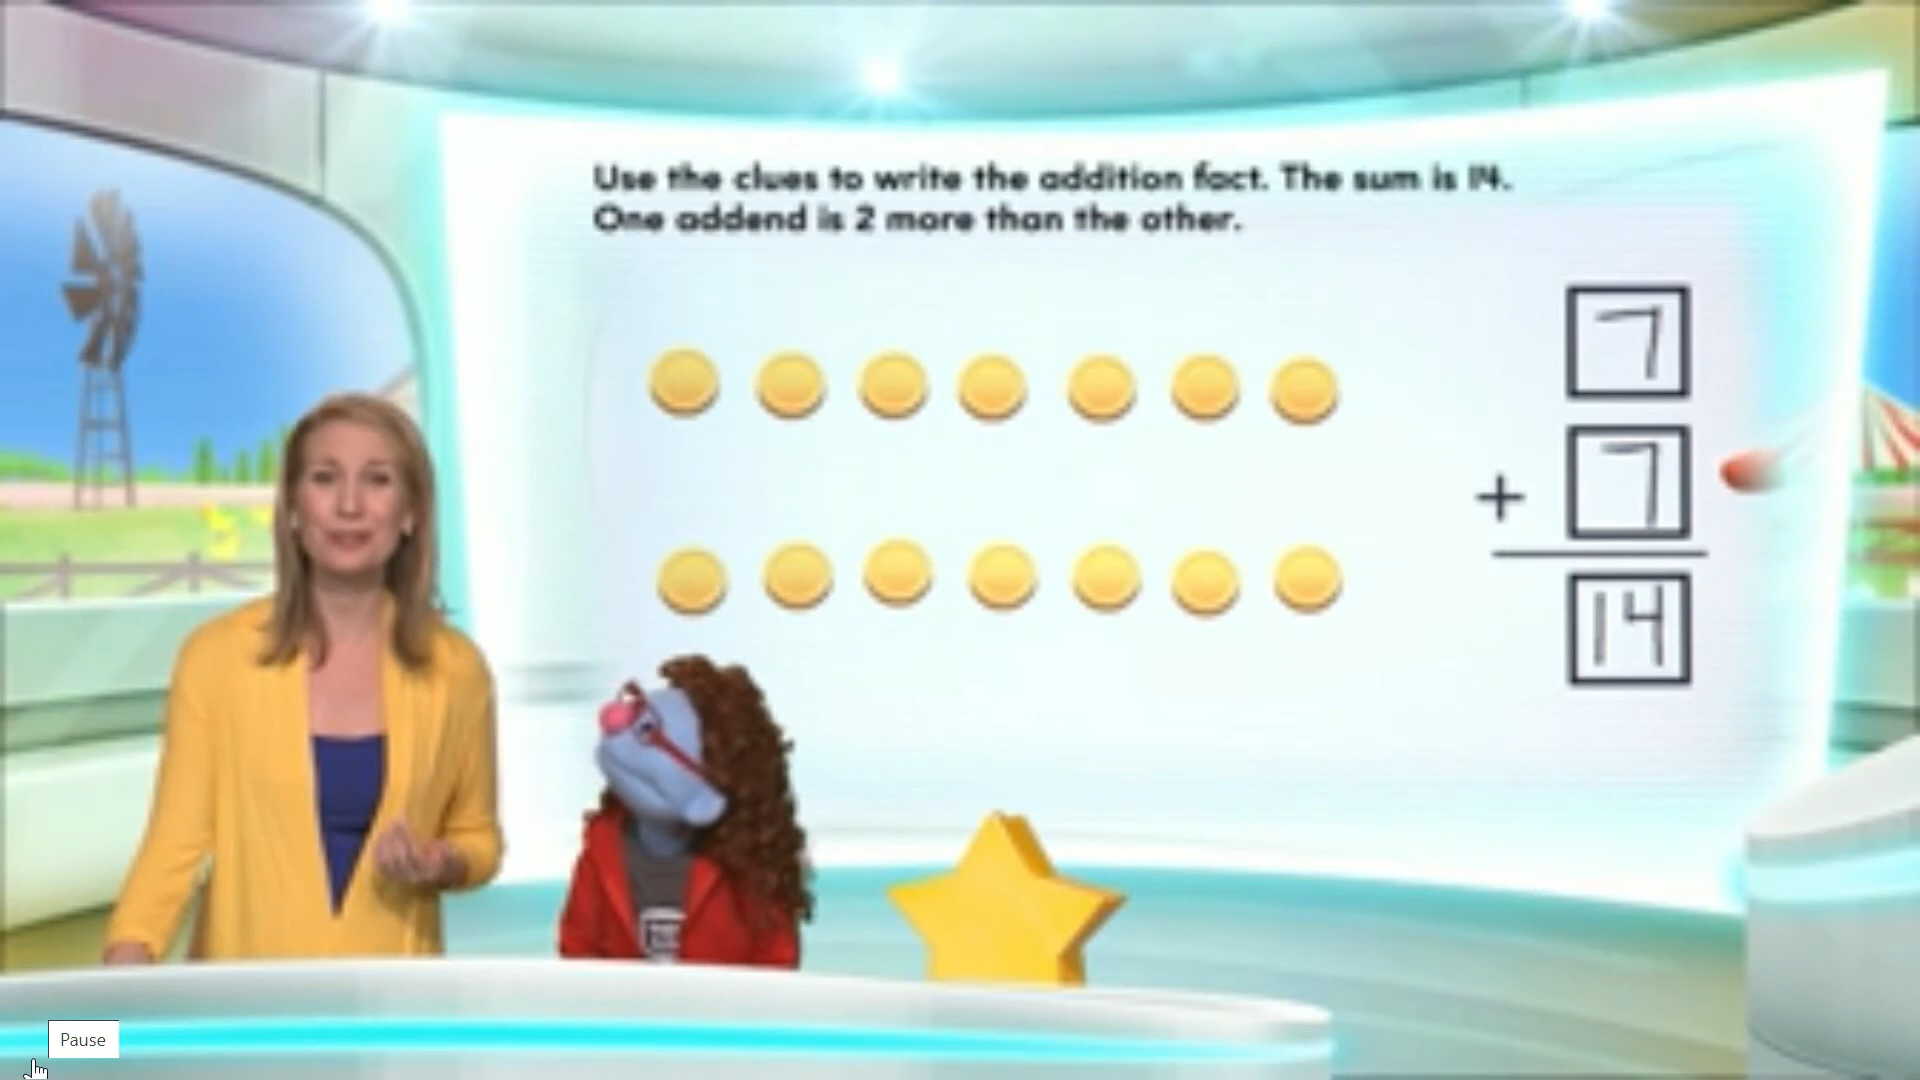 Use the clues to write the addition fact. The sum is 14.
One addend is 2 more than the other.
7
+ 7
14
Pause